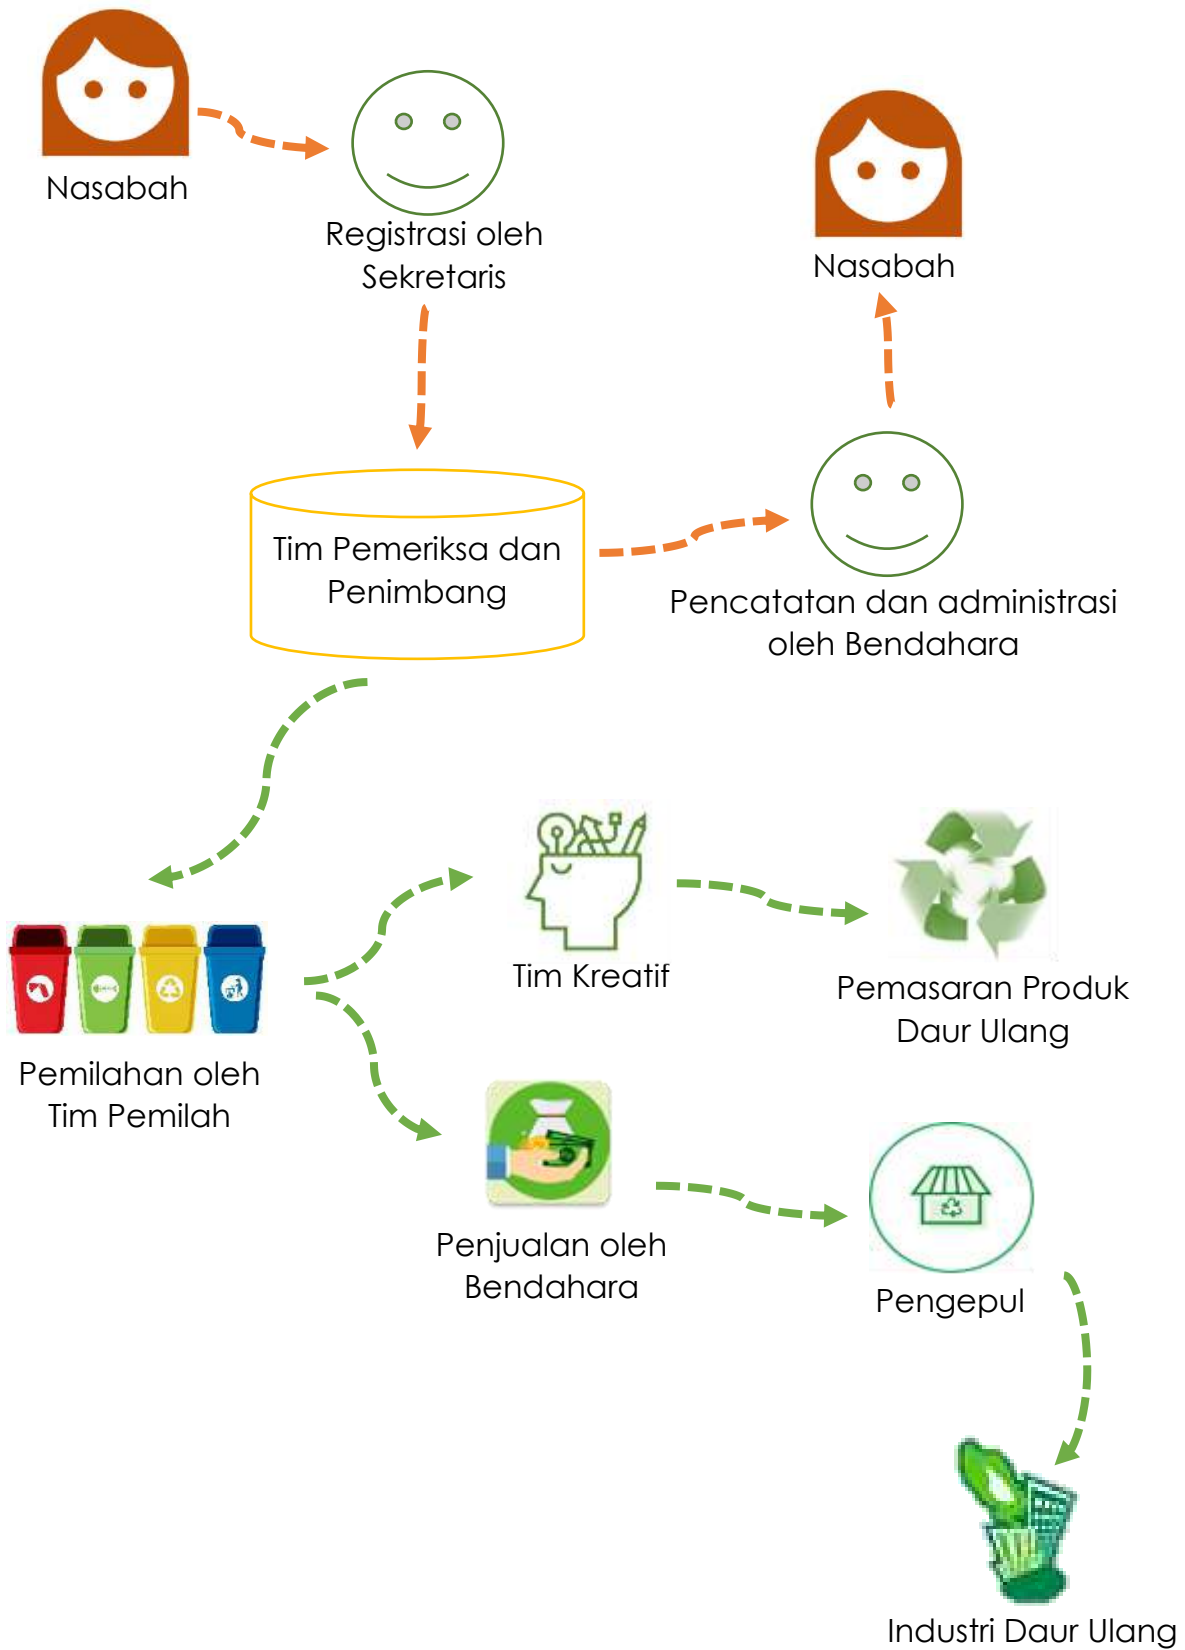 Nasabah
Registrasi oleh
Sekretaris
Nasabah
Tim Pemeriksa dan
Penimbang
Pencatatan dan administrasi
oleh Bendahara
Tim Kreatif
Pemasaran Produk
Daur Ulang
Pemilahan oleh
Tim Pemilah
Penjualan oleh
Bendahara
Pengepul
Industri Daur Ulang